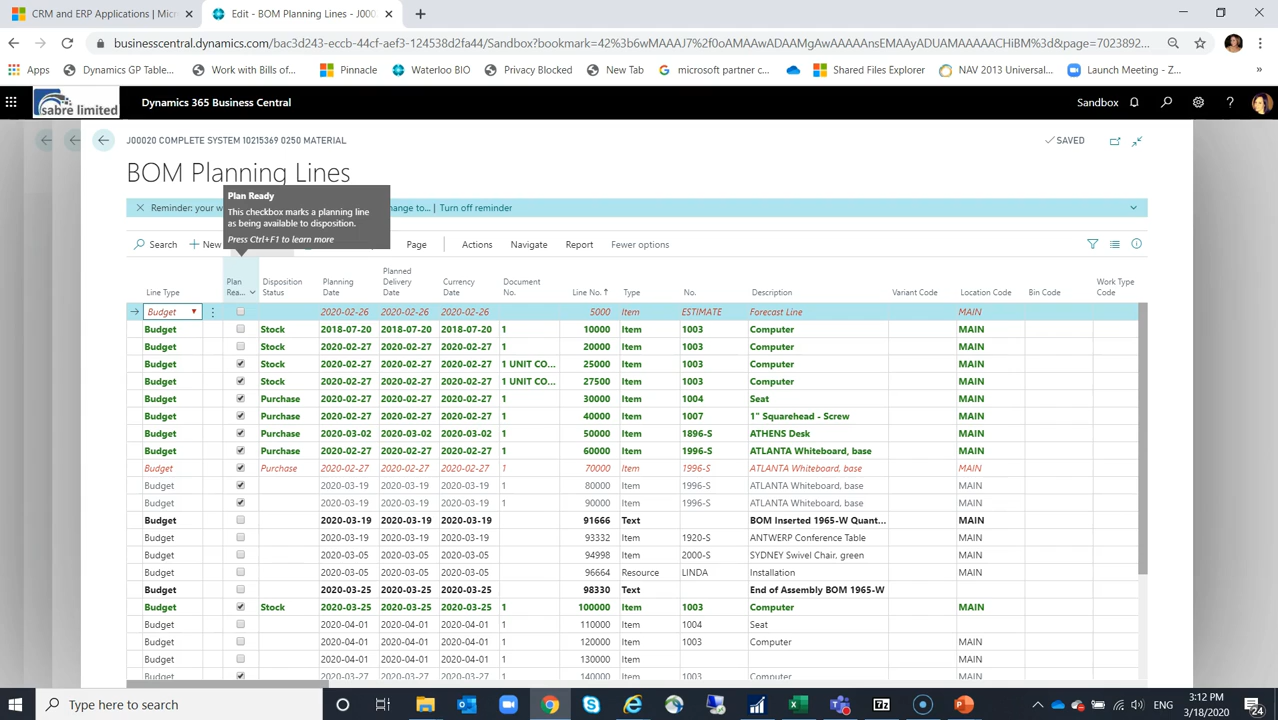 CRM and ERP Applications | Mic
Edit - BOM Planning Lines - J000
businesscentral.dynamics.com/bac3d243-eccb-44cf-aef3-124538d2fa44/Sandbox?bookmark=42%3b6wMAAAJ7%2f0oAMAAwADAAMgAwAAAAAnsEMAAyADUAMAAAAACHiBM%3d&page=7023892...
Apps
Dynamics GP Table...
Work with Bills of...
Pinnacle
Waterloo BIO
Privacy Blocked
New Tab
microsoft partner c...
Shared Files Explorer
NAV 2013 Universal...
Launch Meeting - Z...
»
sabre limited
Dynamics 365 Business Central
Sandbox
J00020 COMPLETE SYSTEM 10215369 0250 MATERIAL
SAVED
BOM Planning Lines
Plan Ready
This checkbox marks a planning line
as being available to disposition.
Press Ctrl+F1 to learn more
Reminder: your w
nge to... | Turn off reminder
Search
New
Page
Actions
Navigate
Report
Fewer options
Line Type Plan Rea... Disposition Status Planning Date Planned Delivery Date Currency Date Document No. Line No. ↑ Type No. Description Variant Code Location Code Bin Code Work Type Code
Budget 2020-02-26 2020-02-26 2020-02-26 5000 Item ESTIMATE Forecast Line MAIN
Budget Stock 2018-07-20 2018-07-20 2018-07-20 1 10000 Item 1003 Computer MAIN
Budget Stock 2020-02-27 2020-02-27 2020-02-27 1 20000 Item 1003 Computer MAIN
Budget Stock 2020-02-27 2020-02-27 2020-02-27 1 UNIT CO... 25000 Item 1003 Computer MAIN
Budget Stock 2020-02-27 2020-02-27 2020-02-27 1 UNIT CO... 27500 Item 1003 Computer MAIN
Budget Purchase 2020-02-27 2020-02-27 2020-02-27 1 30000 Item 1004 Seat MAIN
Budget Purchase 2020-02-27 2020-02-27 2020-02-27 1 40000 Item 1007 1" Squarehead - Screw MAIN
Budget Purchase 2020-03-02 2020-03-02 2020-03-02 1 50000 Item 1896-S ATHENS Desk MAIN
Budget Purchase 2020-02-27 2020-02-27 2020-02-27 1 60000 Item 1996-S ATLANTA Whiteboard, base MAIN
Budget Purchase 2020-02-27 2020-02-27 2020-02-27 1 70000 Item 1996-S ATLANTA Whiteboard, base MAIN
Budget 2020-03-19 2020-03-19 2020-03-19 1 80000 Item 1996-S ATLANTA Whiteboard, base MAIN
Budget 2020-03-19 2020-03-19 2020-03-19 1 90000 Item 1996-S ATLANTA Whiteboard, base MAIN
Budget 2020-03-19 2020-03-19 2020-03-19 91666 Text BOM Inserted 1965-W Quant... MAIN
Budget 2020-03-19 2020-03-19 2020-03-19 93332 Item 1920-S ANTWERP Conference Table MAIN
Budget 2020-03-05 2020-03-05 2020-03-05 94998 Item 2000-S SYDNEY Swivel Chair, green MAIN
Budget 2020-03-05 2020-03-05 2020-03-05 96664 Resource LINDA Installation MAIN
Budget 2020-03-25 2020-03-25 2020-03-25 98330 Text End of Assembly BOM 1965-W
Budget Stock 2020-03-25 2020-03-25 2020-03-25 1 100000 Item 1003 Computer MAIN
Budget 2020-04-01 2020-04-01 2020-04-01 1 110000 Item 1004 Seat
Budget 2020-04-01 2020-04-01 2020-04-01 1 120000 Item 1003 Computer MAIN
Budget 2020-04-01 2020-04-01 2020-04-01 1 130000 Item MAIN
Budget 2020-03-27 2020-03-27 2020-03-27 1 140000 Item 1003 Computer MAIN
Type here to search
7z
ENG
3:12 PM
3/18/2020
24